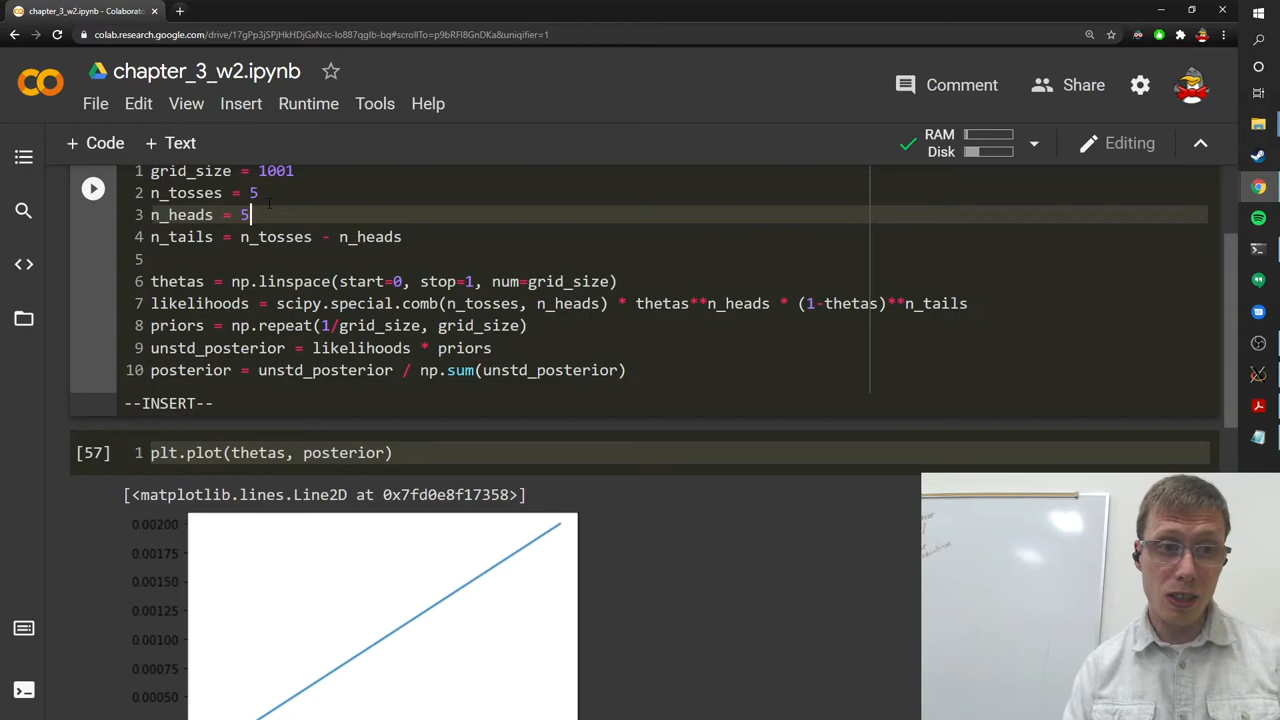 chapter_3_w2.ipynb - Colaborato
colab.research.google.com/drive/17gPp3jSPjHkHDjGxNcc-Io887qgIb-bq#scrollTo=p9bRFI8GnDKa&uniqifier=1
chapter_3_w2.ipynb
Comment
Share
File Edit View Insert Runtime Tools Help
+ Code + Text
RAM
Disk
Editing
1 grid_size = 1001
2 n_tosses = 5
3 n_heads = 5
4 n_tails = n_tosses - n_heads
5
6 thetas = np.linspace(start=0, stop=1, num=grid_size)
7 likelihoods = scipy.special.comb(n_tosses, n_heads) * thetas**n_heads * (1-thetas)**n_tails
8 priors = np.repeat(1/grid_size, grid_size)
9 unstd_posterior = likelihoods * priors
10 posterior = unstd_posterior / np.sum(unstd_posterior)
--INSERT--
[57] 1 plt.plot(thetas, posterior)
[<matplotlib.lines.Line2D at 0x7fd0e8f17358>]
0.00200
0.00175
0.00150
0.00125
0.00100
0.00075
0.00050